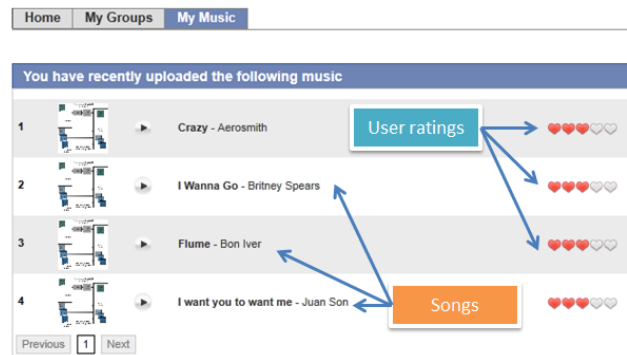 Home My Groups My Music
You have recently uploaded the following music
1 Crazy - Aerosmith User ratings
2 I Wanna Go - Britney Spears
3 Flume - Bon Iver
4 I want you to want me - Juan Son Songs
Previous 1 Next